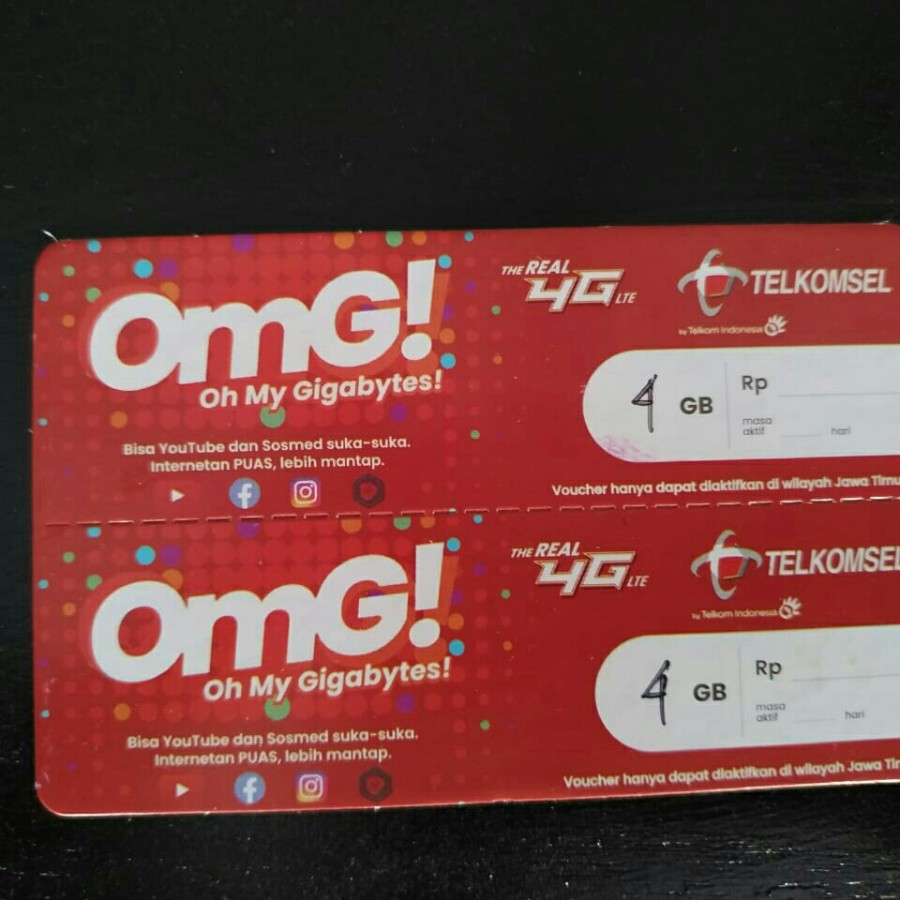 OmG!
Oh My Gigabytes!
Bisa YouTube dan Sosmed suka-suka.
Internetan PUAS, lebih mantap.
THE REAL
4G LTE
TELKOMSEL
by Telkom Indonesia
4 GB
Rp
masa
aktif hari
Voucher hanya dapat diaktifkan di wilayah Jawa Timu
OmG!
Oh My Gigabytes!
Bisa YouTube dan Sosmed suka-suka.
Internetan PUAS, lebih mantap.
THE REAL
4G LTE
TELKOMSEL
by Telkom Indonesia
4 GB
Rp
masa
aktif hari
Voucher hanya dapat diaktifkan di wilayah Jawa Tim